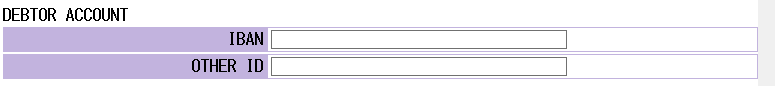 DEBTOR ACCOUNT
IBAN
OTHER ID